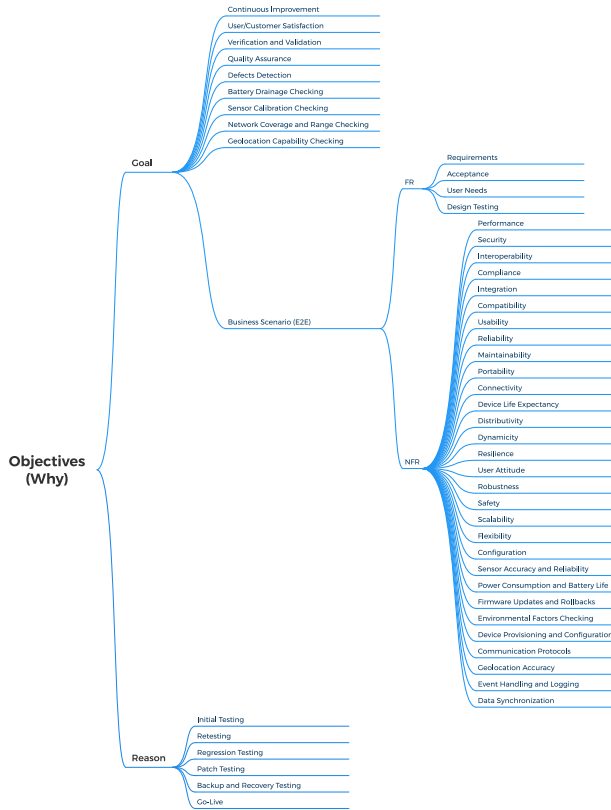 Continuous Improvement
User/Customer Satisfaction
Verification and Validation
Quality Assurance
Defects Detection
Battery Drainage Checking
Sensor Calibration Checking
Network Coverage and Range Checking
Geolocation Capability Checking
Goal
Requirements
Acceptance
FR
User Needs
Design Testing
Business Scenario (E2E)
Performance
Security
Interoperability
Compliance
Integration
Compatibility
Usability
Reliability
Maintainability
Portability
Connectivity
Device Life Expectancy
Distributivity
Dynamicity
Resilience
NFR
User Attitude
Robustness
Safety
Scalability
Flexibility
Configuration
Sensor Accuracy and Reliability
Power Consumption and Battery Life
Firmware Updates and Rollbacks
Environmental Factors Checking
Device Provisioning and Configuration
Communication Protocols
Geolocation Accuracy
Event Handling and Logging
Data Synchronization
Objectives
(Why)
Initial Testing
Retesting
Regression Testing
Reason
Patch Testing
Backup and Recovery Testing
Go-Live